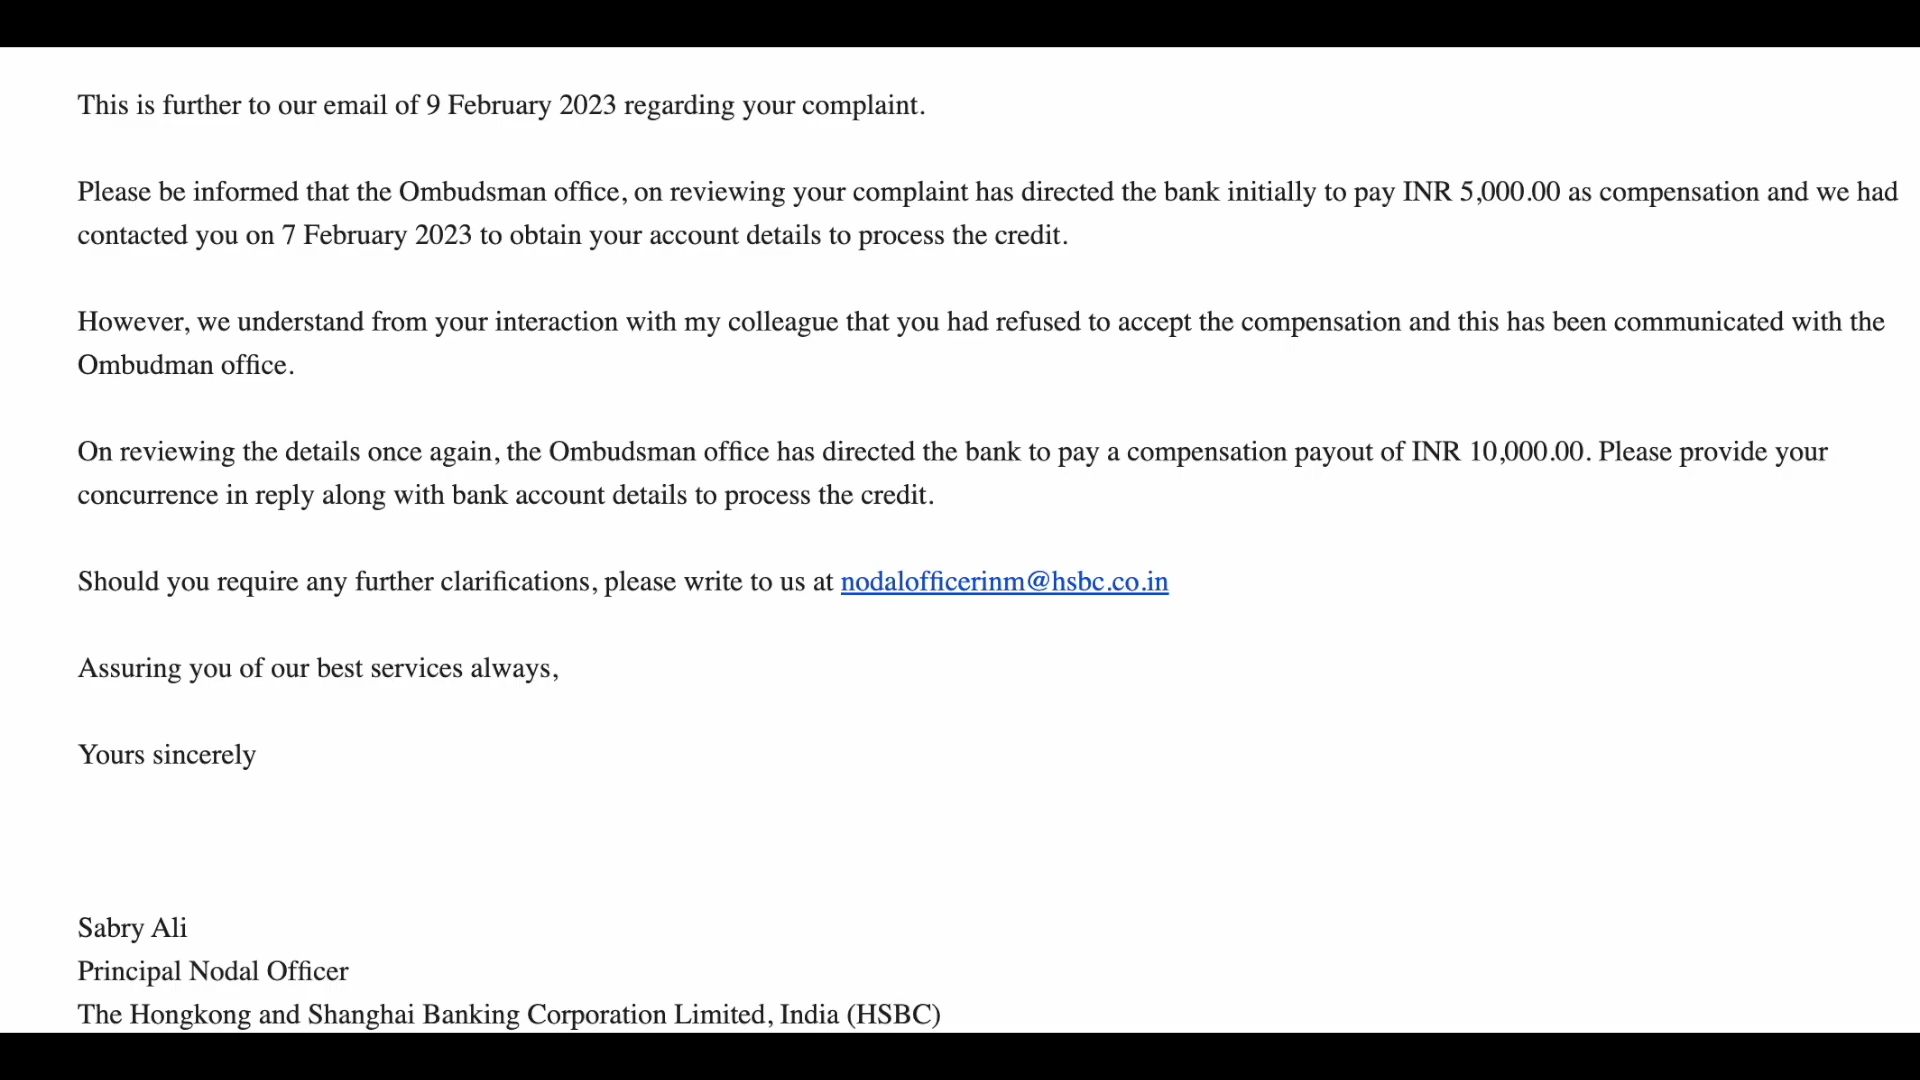 This is further to our email of 9 February 2023 regarding your complaint.
Please be informed that the Ombudsman office, on reviewing your complaint has directed the bank initially to pay INR 5,000.00 as compensation and we had
contacted you on 7 February 2023 to obtain your account details to process the credit.
However, we understand from your interaction with my colleague that you had refused to accept the compensation and this has been communicated with the
Ombudman office.
On reviewing the details once again, the Ombudsman office has directed the bank to pay a compensation payout of INR 10,000.00. Please provide your
concurrence in reply along with bank account details to process the credit.
Should you require any further clarifications, please write to us at nodalofficerinm@hsbc.co.in
Assuring you of our best services always,
Yours sincerely
Sabry Ali
Principal Nodal Officer
The Hongkong and Shanghai Banking Corporation Limited, India (HSBC)